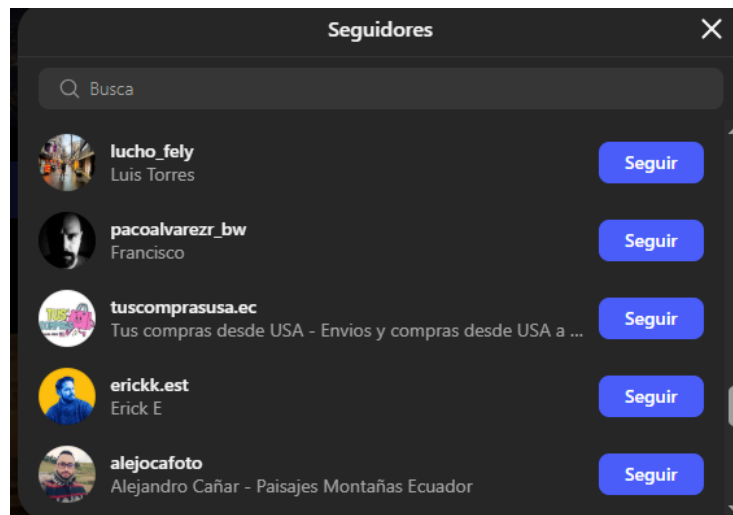 Seguidores
Busca
lucho_fely
Luis Torres
Seguir
pacoalvarezr_bw
Francisco
Seguir
tuscomprasusa.ec
Tus compras desde USA - Envios y compras desde USA a ...
Seguir
erickk.est
Erick E
Seguir
alejocafoto
Alejandro Cañar - Paisajes Montañas Ecuador
Seguir